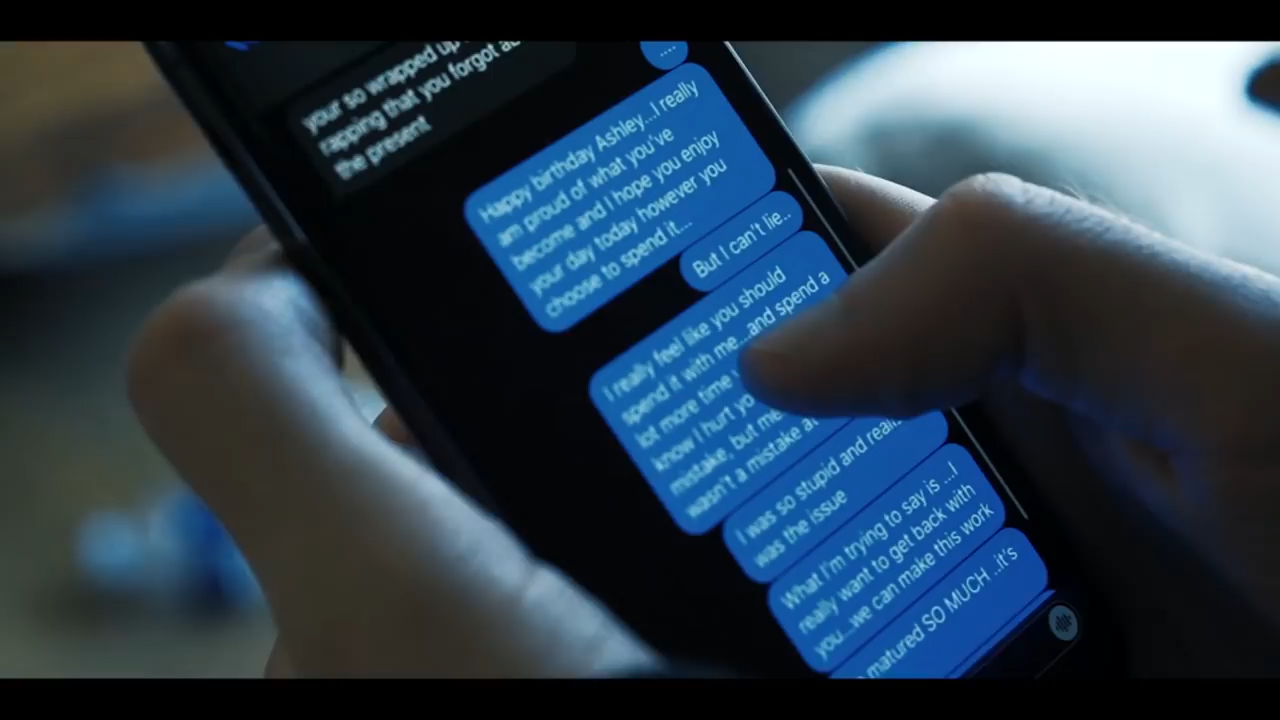 your so wrapped up
rapping that you forgot
the present
....
Happy birthday Ashley...I really
am proud of what you've
become and I hope you enjoy
your day today however you
choose to spend it...
But I can't lie..
I really feel like you should
spend it with me...and spend a
lot more time
know I hurt
mistake, but
wasn't a mistake
I was so stupid and
was the issue
What I'm trying to say is ...I
really want to get back with
you...we can make this work
matured SO MUCH ..it's